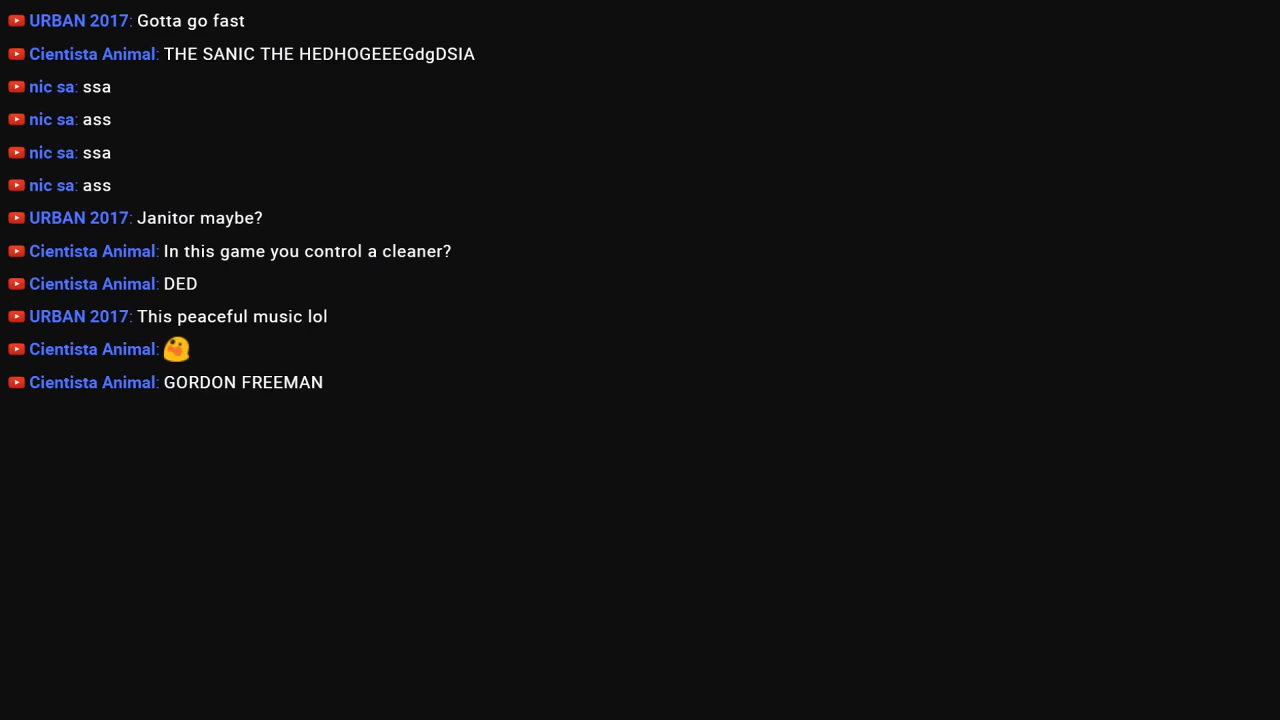 URBAN 2017: Gotta go fast
Cientista Animal: THE SANIC THE HEDHOGEEEGdgDSIA
nic sa: ssa
nic sa: ass
nic sa: ssa
nic sa: ass
URBAN 2017: Janitor maybe?
Cientista Animal: In this game you control a cleaner?
Cientista Animal: DED
URBAN 2017: This peaceful music lol
Cientista Animal:
Cientista Animal: GORDON FREEMAN